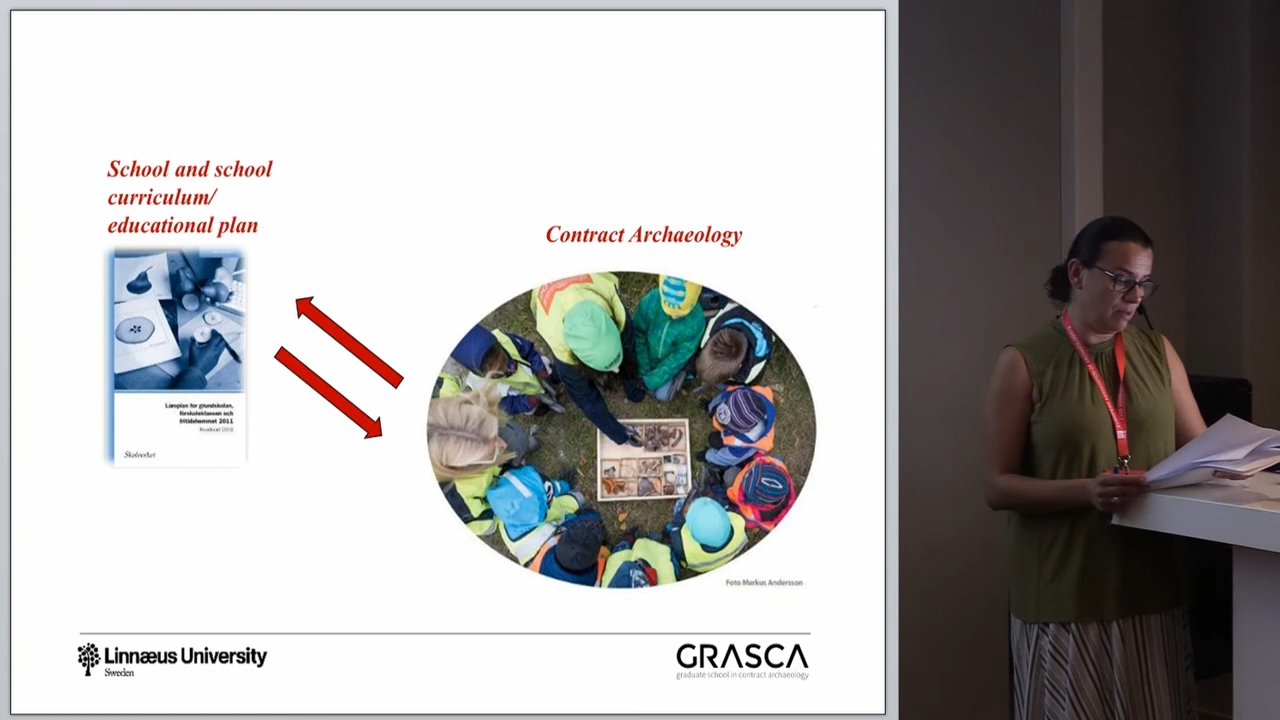 School and school
curriculum/
educational plan
Contract Archaeology
Läroplan för grundskolan,
förskoleklassen och
fritidshemmet 2011
Skolverket
Foto Markus Andersson
Linnæus University
Sweden
GRASCA
graduate school in contract archaeology